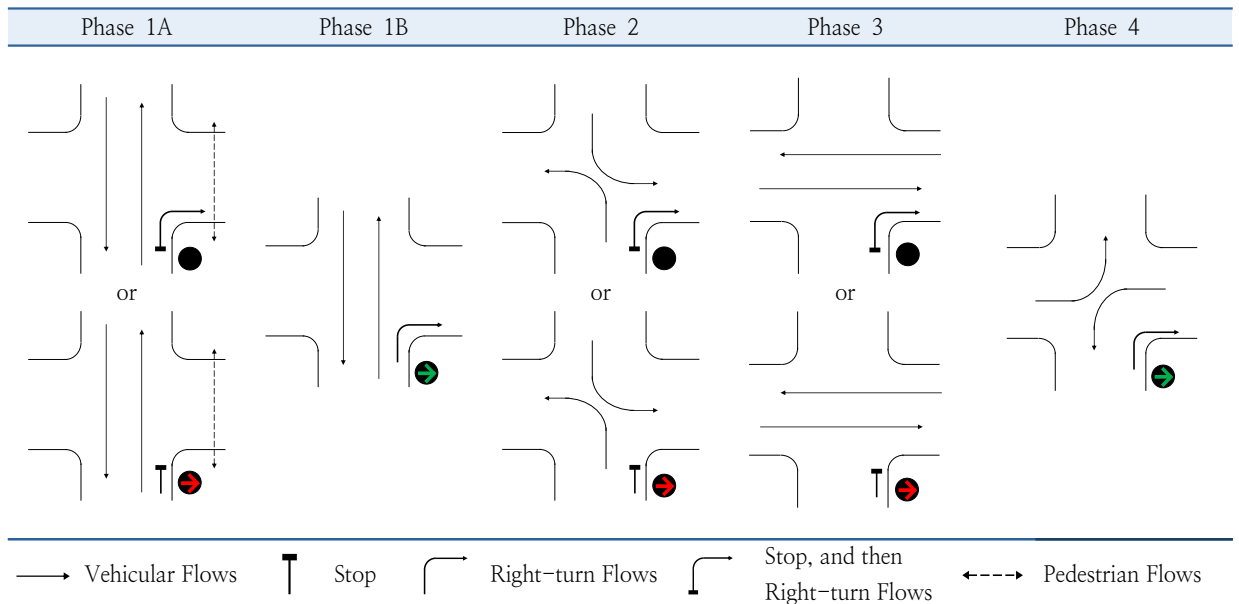 Phase 1A Phase 1B Phase 2 Phase 3 Phase 4
or or or
Vehicular Flows Stop Right-turn Flows Stop, and then
Right-turn Flows Pedestrian Flows